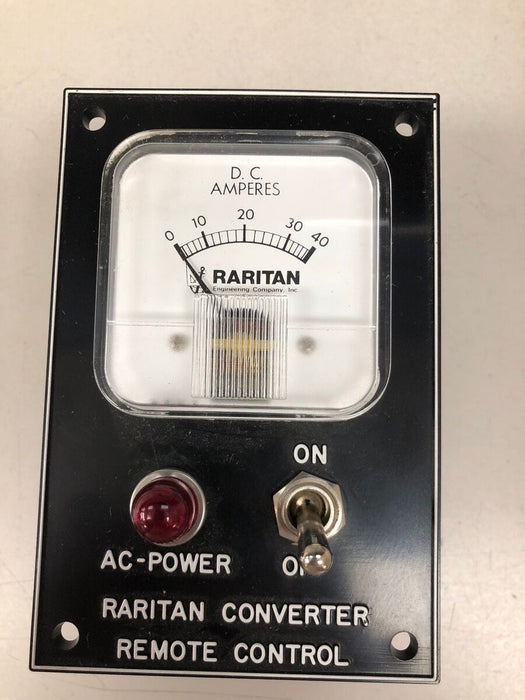 D. C.
AMPERES
0 10 20 30 40
RARITAN
Engineering Company, Inc
ON
AC-POWER
RARITAN CONVERTER
REMOTE CONTROL